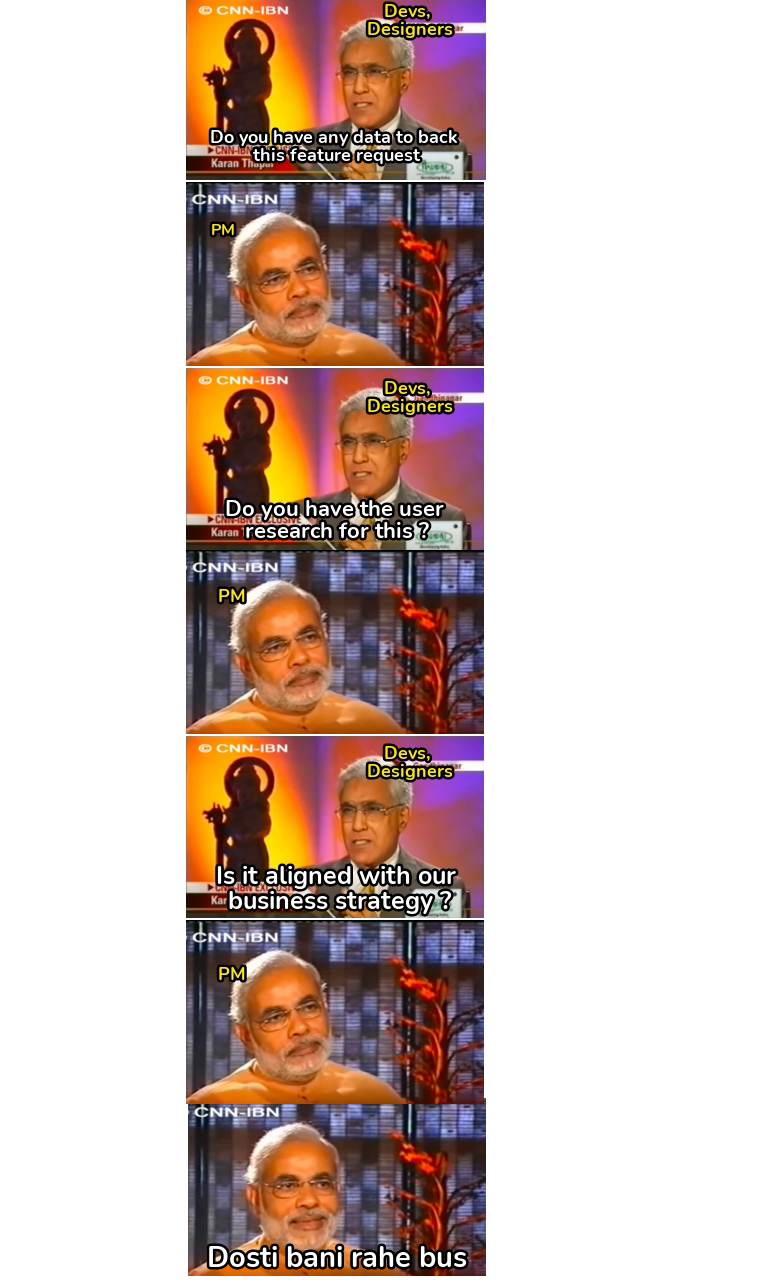 © CNN-IBN
Devs,
Designers
Do you have any data to back
this feature request
Karan Thapar
CNN-IBN
PM
© CNN-IBN
Devs,
Designers
Do you have the user
CNN-IBN EXCLUSIVE
research for this ?
Karan
CNN-IBN
PM
© CNN-IBN
Devs,
Designers
Is it aligned with our
CNN-IBN
business strategy ?
CNN-IBN
PM
CNN-IBN
Dosti bani rahe bus